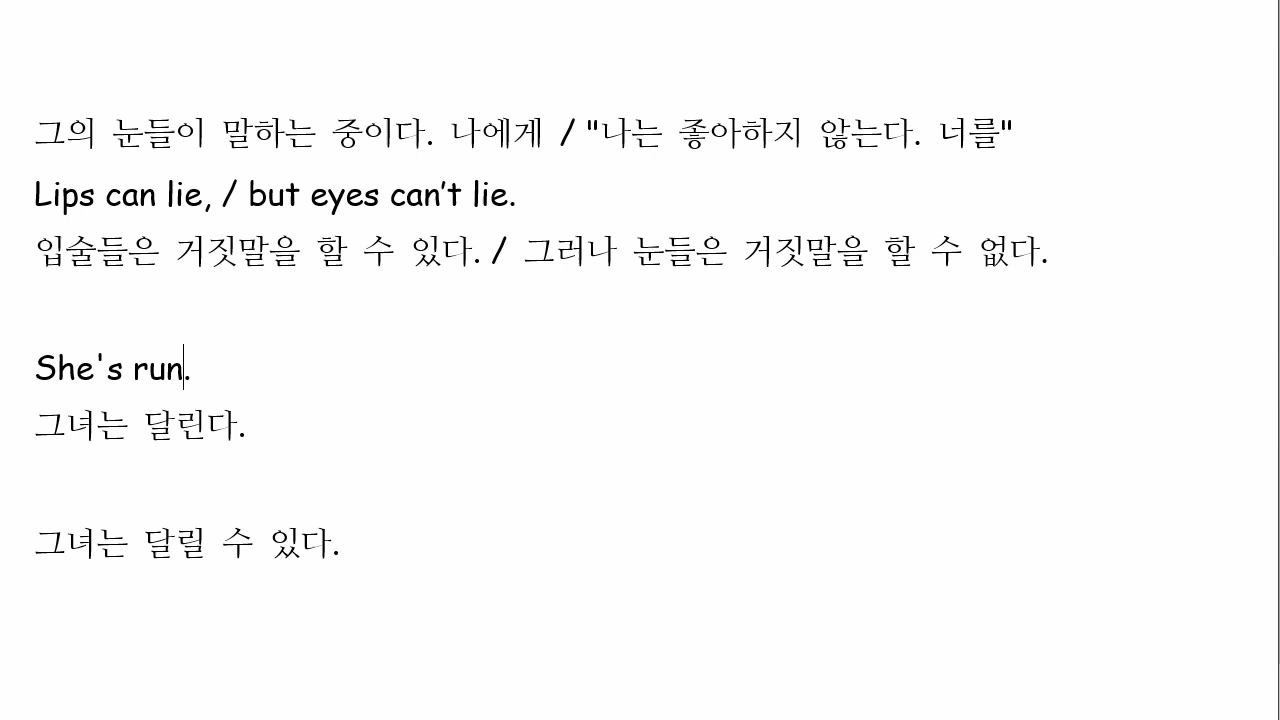 그의 눈들이 말하는 중이다. 나에게 / "나는 좋아하지 않는다. 너를"
Lips can lie, / but eyes can’t lie.
입술들은 거짓말을 할 수 있다. / 그러나 눈들은 거짓말을 할 수 없다.
She's run.
그녀는 달린다.
그녀는 달릴 수 있다.